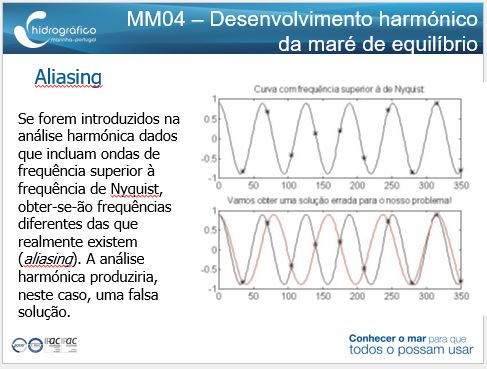 hidrográfico
marinha-portugal
MM04 – Desenvolvimento harmónico
da maré de equilíbrio
Aliasing
Se forem introduzidos na
análise harmónica dados
que incluam ondas de
frequência superior à
frequência de Nyquist,
obter-se-ão frequências
diferentes das que
realmente existem
(aliasing). A análise
harmónica produziria,
neste caso, uma falsa
solução.
Curva com frequência superior à de Nyquist
1
0.5
0
-0.5
-1
0 50 100 150 200 250 300 350
Vamos obter uma solução errada para o nosso problema!
1
0.5
0
-0.5
-1
0 50 100 150 200 250 300 350
Conhecer o mar para que
todos o possam usar